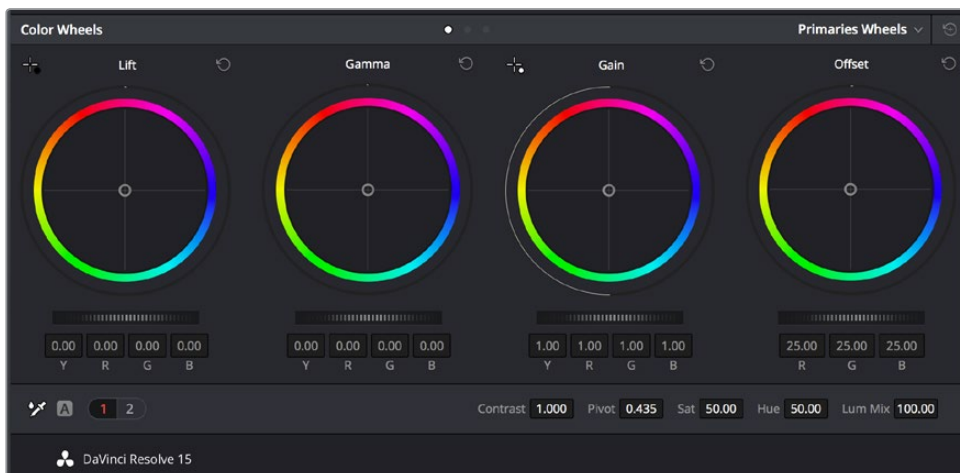 Color Wheels Primaries Wheels
Lift Gamma Gain Offset
0.00 0.00 0.00 0.00 0.00 0.00 0.00 0.00 1.00 1.00 1.00 1.00 25.00 25.00 25.00
Y R G B Y R G B Y R G B R G B
A 1 2 Contrast 1.000 Pivot 0.435 Sat 50.00 Hue 50.00 Lum Mix 100.00
DaVinci Resolve 15